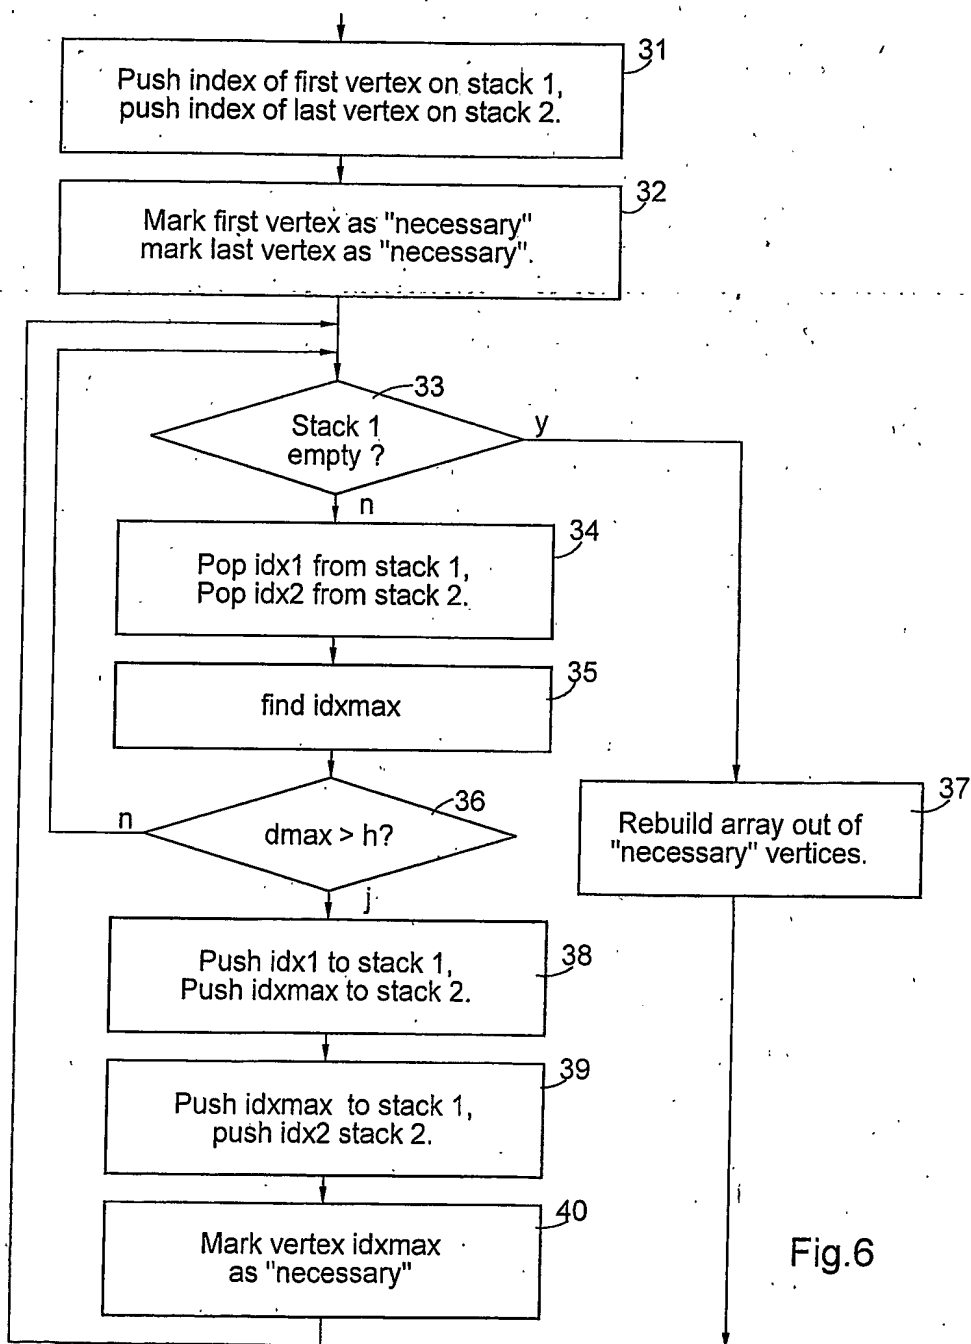 31
Push index of first vertex on stack 1,
push index of last vertex on stack 2.
32
Mark first vertex as "necessary"
mark last vertex as "necessary".
33
Stack 1
empty ?
y
n
34
Pop idx1 from stack 1,
Pop idx2 from stack 2.
35
find idxmax
36
dmax > h?
n
j
37
Rebuild array out of
"necessary" vertices.
38
Push idx1 to stack 1,
Push idxmax to stack 2.
39
Push idxmax to stack 1,
push idx2 stack 2.
40
Mark vertex idxmax
as "necessary"
Fig.6